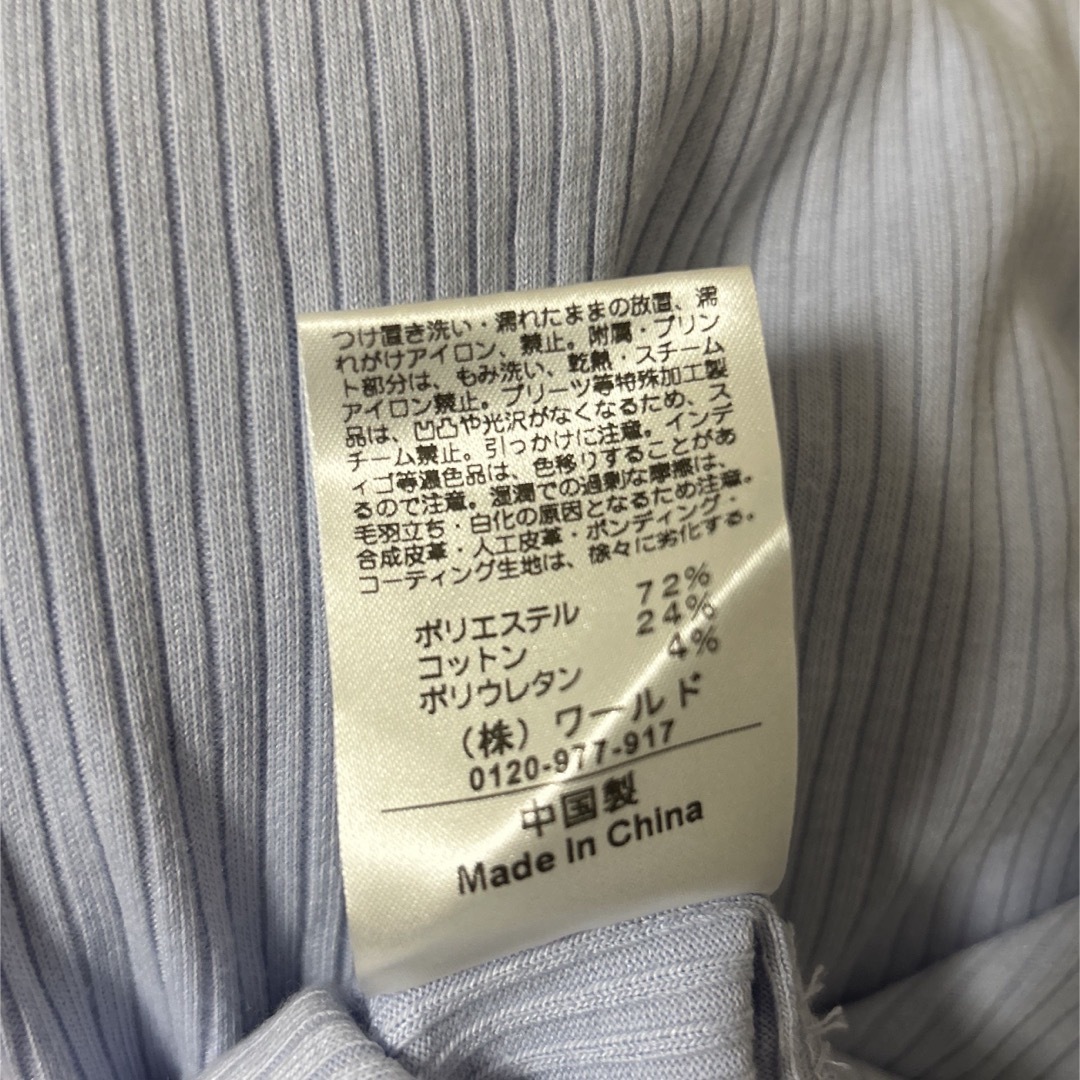 つけ置き洗い・濡れたままの放置、濡
れがけアイロン、禁止。附属・プリン
ト部分は、もみ洗い、乾熱・スチーム
アイロン禁止。プリーツ等特殊加工製
品は、凹凸や光沢がなくなるため、ス
チーム禁止。引っかけに注意。インデ
ィゴ等濃色品は、色移りすることがあ
るので注意。湿潤での過剰な摩擦は、
毛羽立ち・白化の原因となるため注意。
合成皮革・人工皮革・ボンディング・
コーティング生地は、徐々に劣化する。
ポリエステル 72%
コットン 24%
ポリウレタン 4%
(株) ワールド
0120-977-917
中国製
Made In China